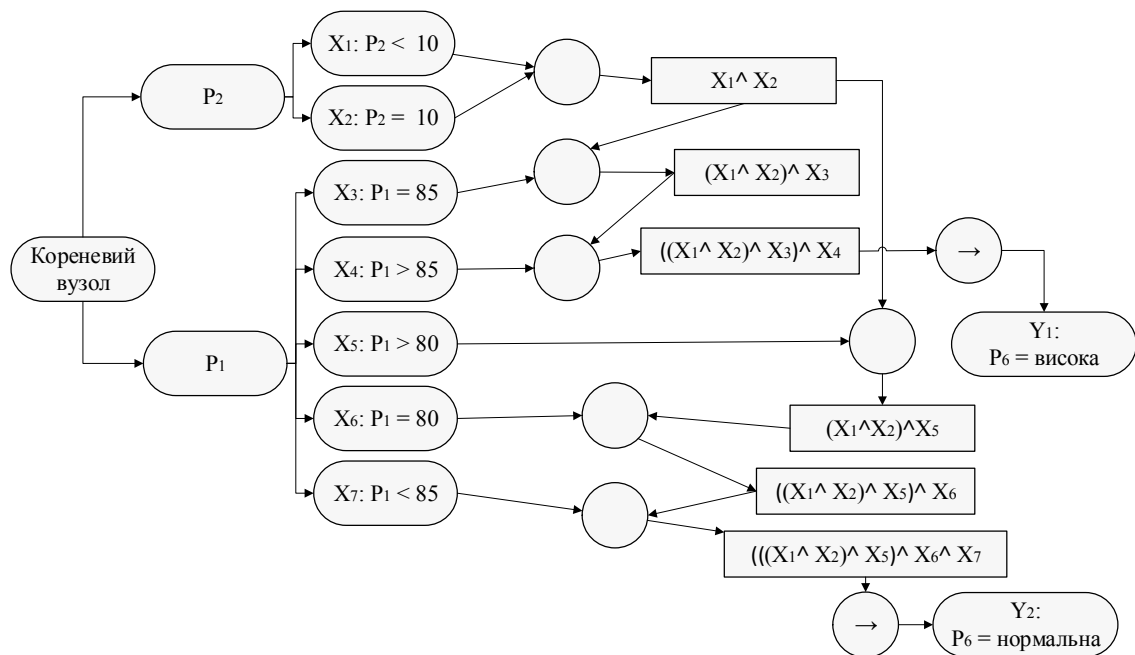 X1: P2 < 10
P2
X1^ X2
X2: P2 = 10
X3: P1 = 85
(X1^ X2)^ X3
Кореневий
вузол
X4: P1 > 85
((X1^ X2)^ X3)^ X4
→
P1
X5: P1 > 80
Y1:
P6 = висока
X6: P1 = 80
(X1^X2)^X5
X7: P1 < 85
((X1^ X2)^ X5)^ X6
(((X1^ X2)^ X5)^ X6^ X7
→
Y2:
P6 = нормальна